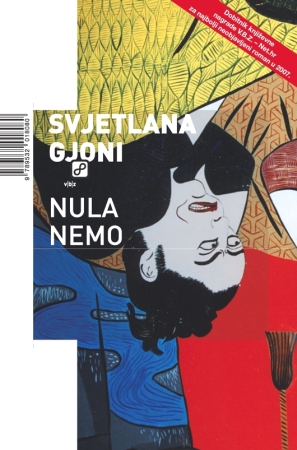 Dobitnik književne
nagrade V.B.Z. – Net.hr
za najbolji neobjavljeni roman u 2007.
SVJETLANA
GJONI
v|b|z
NULA
NEMO